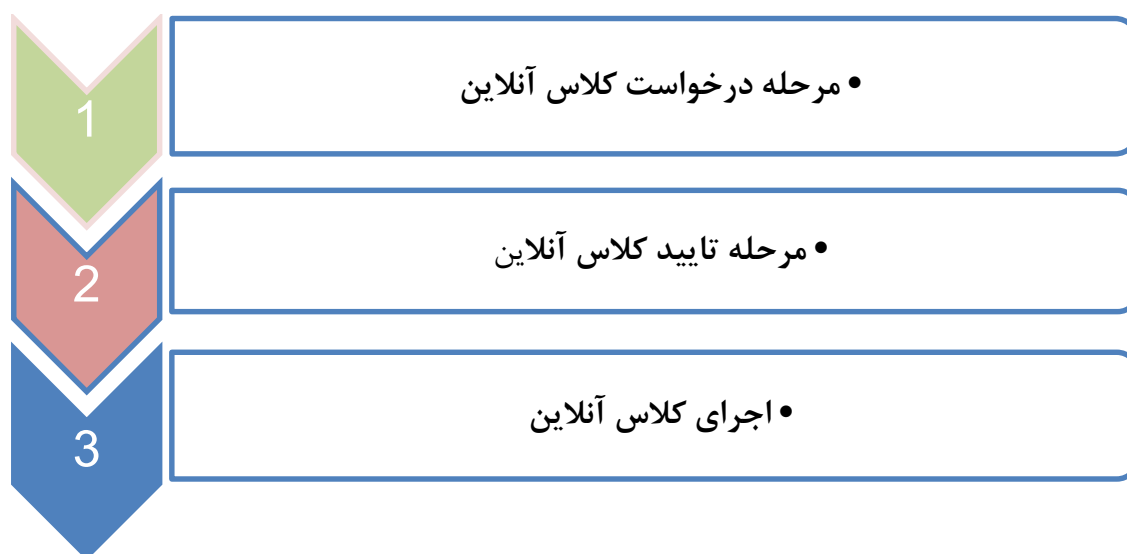 1
• مرحله درخواست کلاس آنلاین
2
• مرحله تایید کلاس آنلاین
3
• اجرای کلاس آنلاین